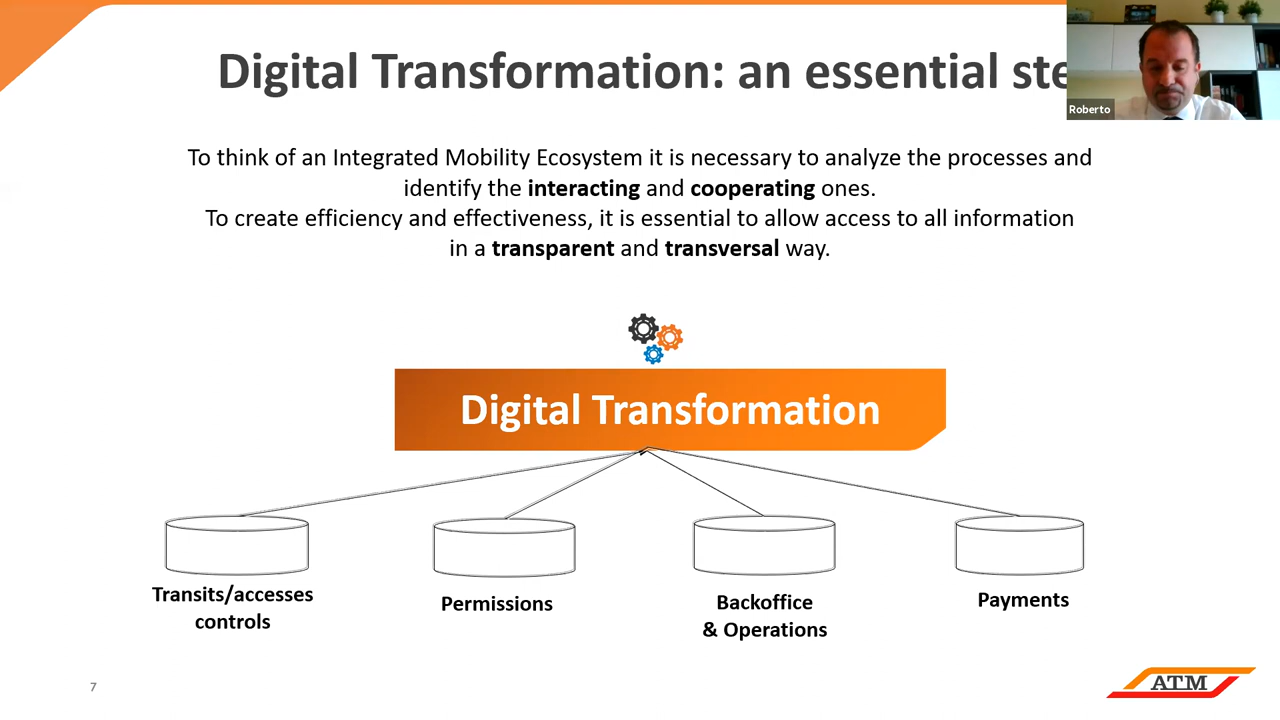 Digital Transformation: an essential ste
Roberto
To think of an Integrated Mobility Ecosystem it is necessary to analyze the processes and
identify the interacting and cooperating ones.
To create efficiency and effectiveness, it is essential to allow access to all information
in a transparent and transversal way.
Digital Transformation
Transits/accesses
controls
Permissions
Backoffice
& Operations
Payments
7
ATM